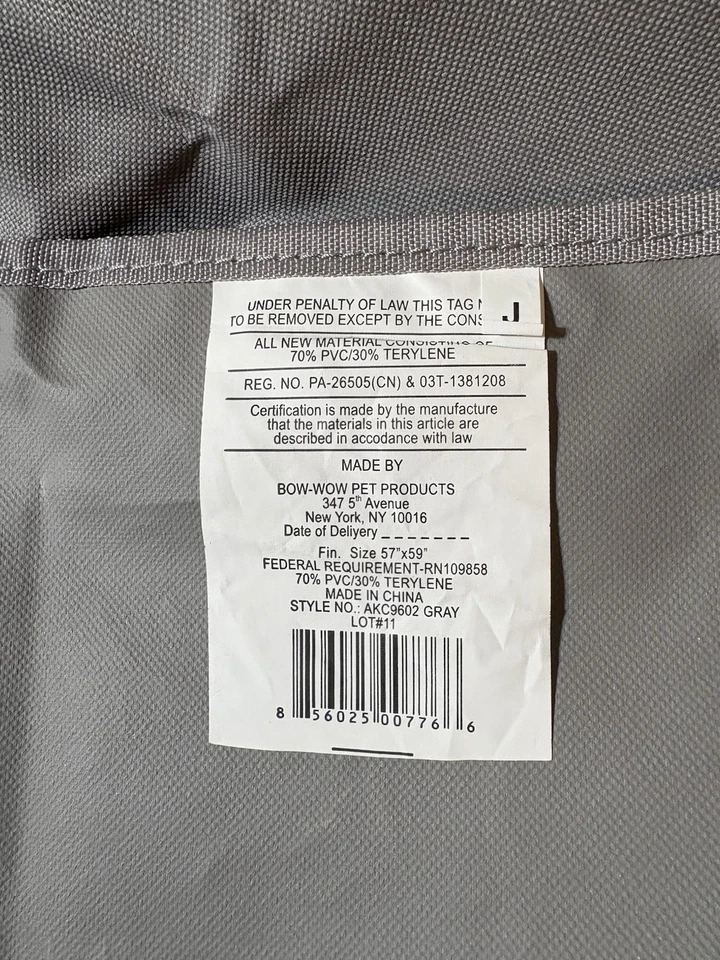 UNDER PENALTY OF LAW THIS TAG
J
TO BE REMOVED EXCEPT BY THE CONS
ALL NEW MATERIAL CONSISTING OF
70% PVC/30% TERYLENE
REG. NO. PA-26505(CN) & 03T-1381208
Certification is made by the manufacture
that the materials in this article are
described in accodance with law
MADE BY
BOW-WOW PET PRODUCTS
347 5th Avenue
New York, NY 10016
Date of Delivery _ _ _ _ _ _ _
Fin. Size 57"x59"
FEDERAL REQUIREMENT-RN109858
70% PVC/30% TERYLENE
MADE IN CHINA
STYLE NO.: AKC9602 GRAY
LOT#11
8 56025 00776 6